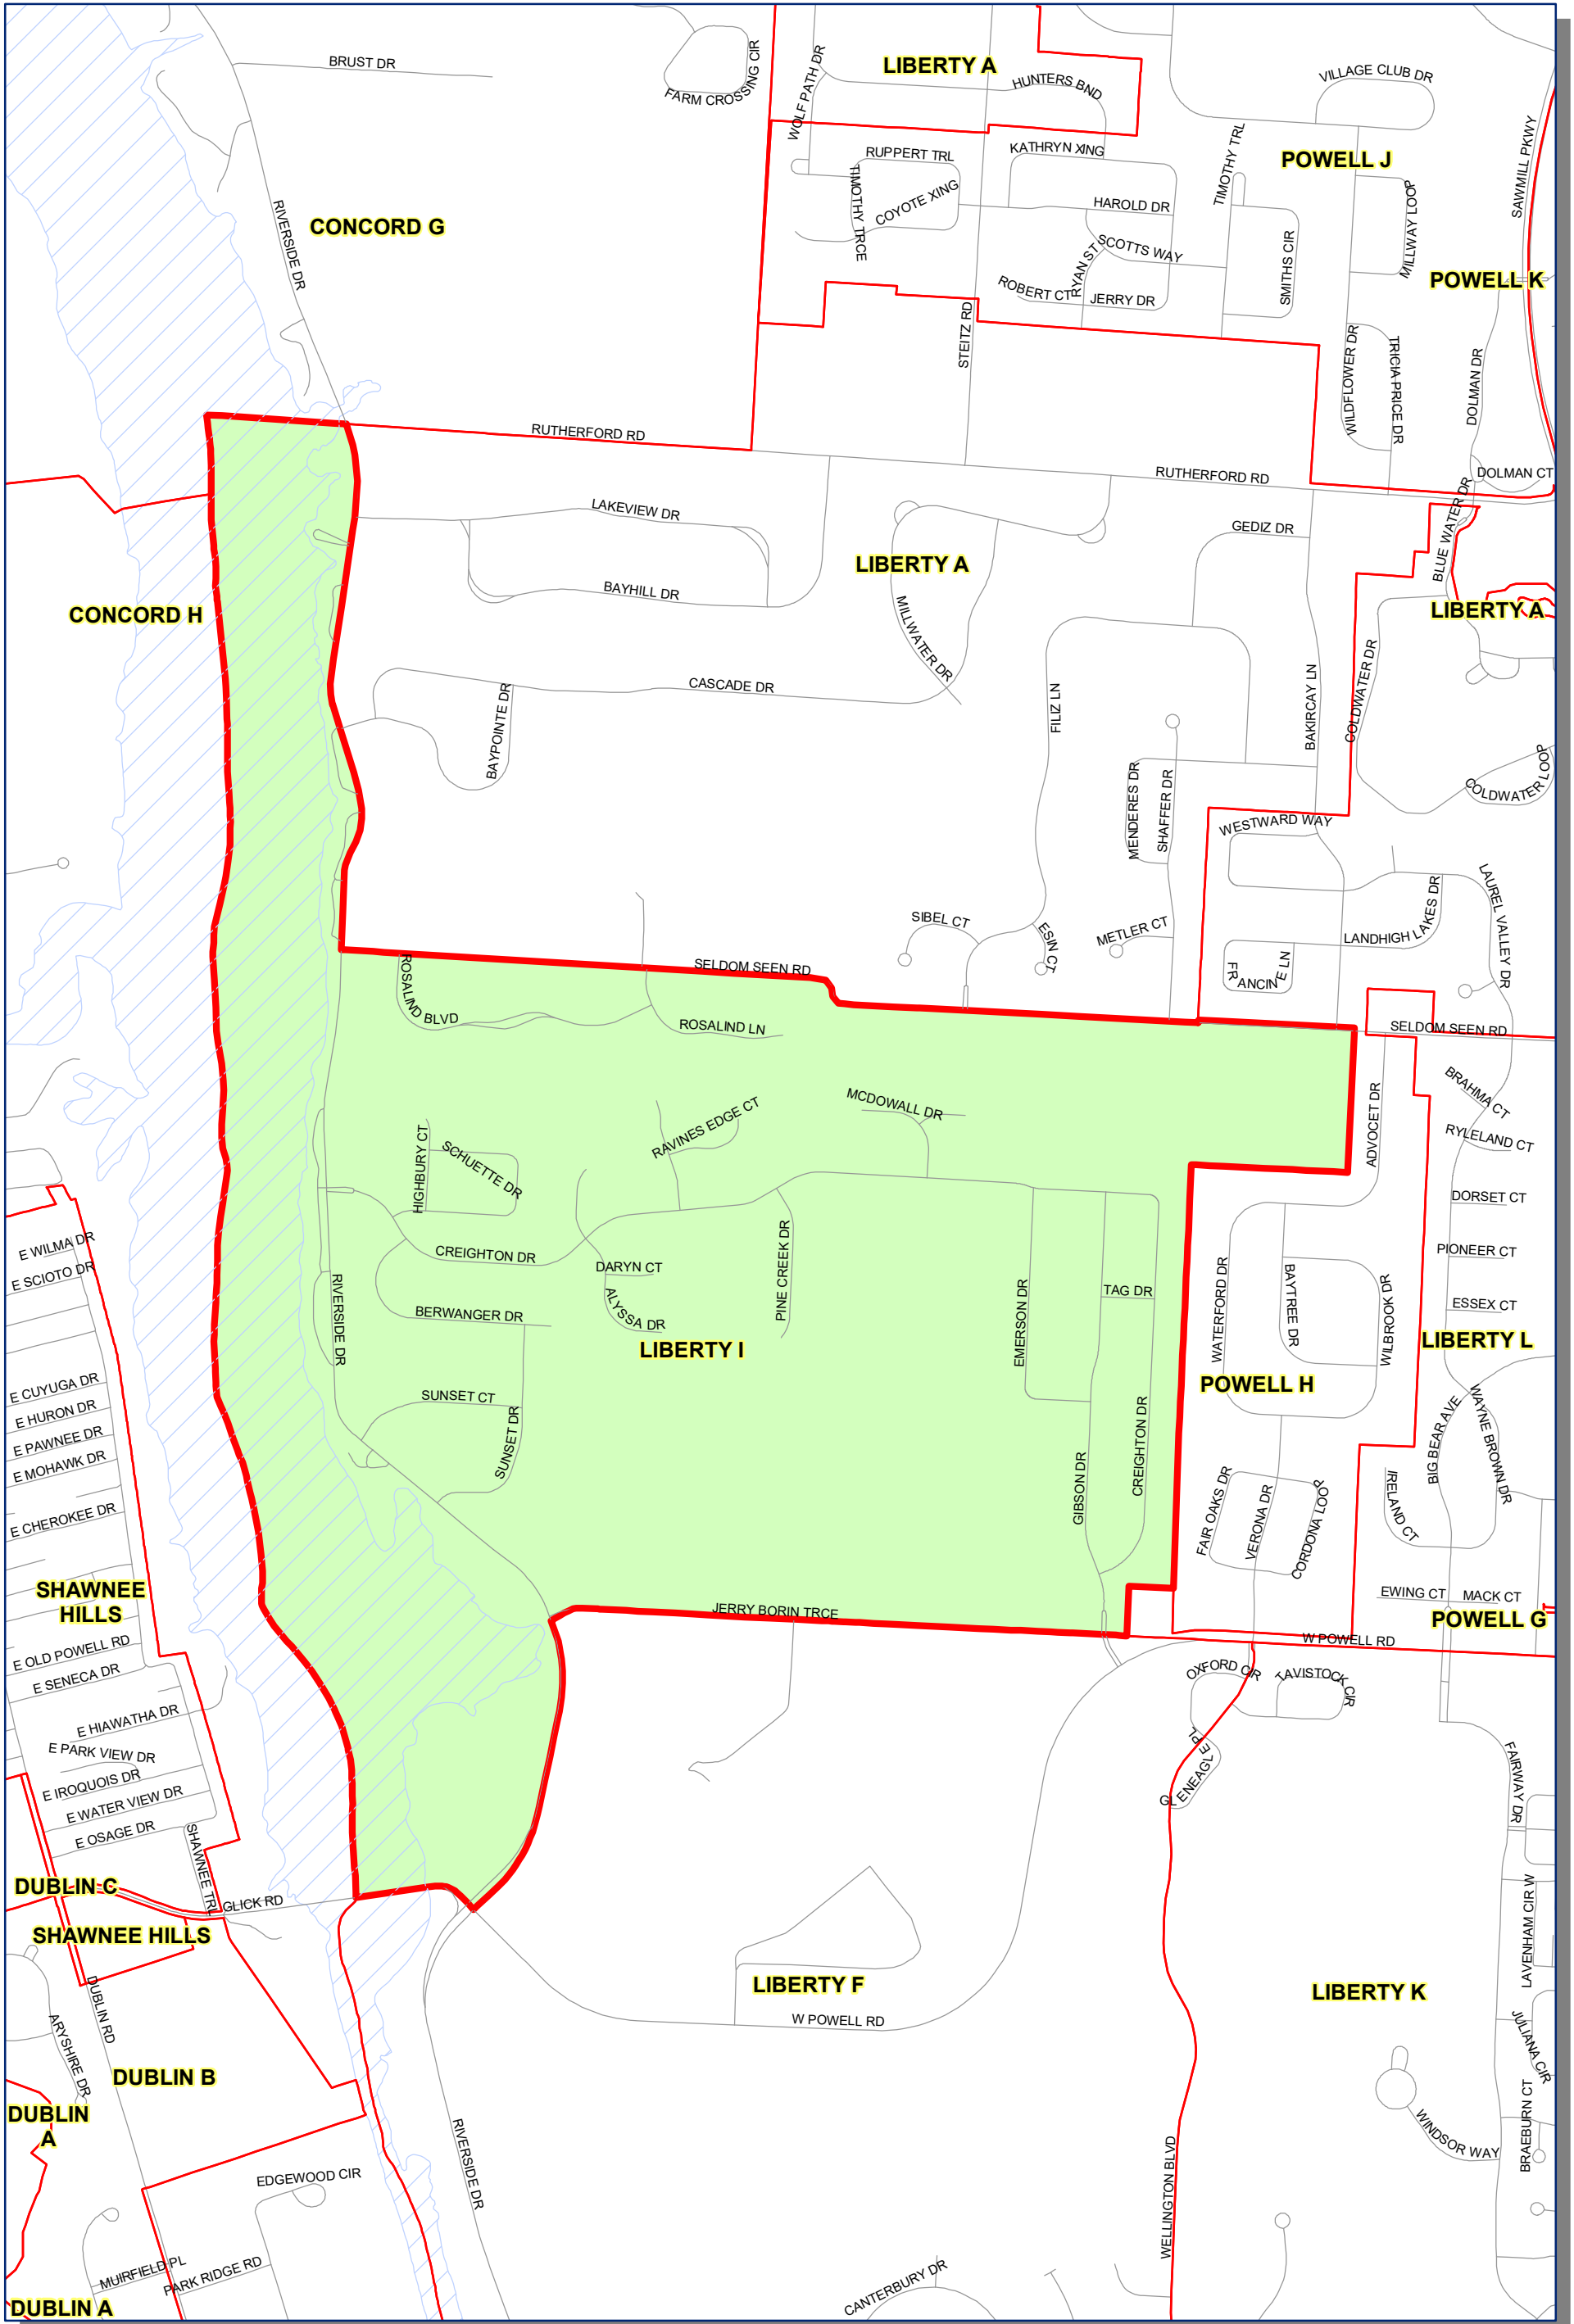 BRUST DR
FARM CROSSING CIR
WOLF PATH DR
LIBERTY A
HUNTERS BND
VILLAGE CLUB DR
SAWMILL PKWY
RUPPERT TRL
KATHRYN XING
TIMOTHY TRL
POWELL J
TIMOTHY TRCE
COYOTE XING
HAROLD DR
MILLWAY LOOP
CONCORD G
RIVERSIDE DR
SCOTTS WAY
RYAN ST
SMITHS CIR
POWELL K
ROBERT CT
JERRY DR
STEITZ RD
WILDFLOWER DR
TRICIA PRICE DR
DOLMAN DR
RUTHERFORD RD
RUTHERFORD RD
DOLMAN CT
LAKEVIEW DR
GEDIZ DR
BLUE WATER DR
LIBERTY A
BAYHILL DR
CONCORD H
LIBERTY A
MILLWATER DR
COLDWATER DR
CASCADE DR
FILIZ LN
BAKIRCAY LN
BAYPOINTE DR
COLDWATER LOOP
MENDERES DR
SHAFFER DR
WESTWARD WAY
LAUREL VALLEY DR
SIBEL CT
ESIN CT
METLER CT
LANDHIGH LAKES DR
FRANCINE LN
SELDOM SEEN RD
ROSALIND BLVD
ROSALIND LN
SELDOM SEEN RD
BRAHMA CT
MCDOWALL DR
RAVINES EDGE CT
ADVOCET DR
RYLELAND CT
HIGHBURY CT
SCHUETTE DR
DORSET CT
E WILMA DR
CREIGHTON DR
PINE CREEK DR
PIONEER CT
E SCIOTO DR
DARYN CT
ALYSSA DR
EMERSON DR
TAG DR
WATERFORD DR
BAYTREE DR
WILBROOK DR
ESSEX CT
RIVERSIDE DR
BERWANGER DR
LIBERTY I
LIBERTY L
POWELL H
E CUYUGA DR
SUNSET CT
E HURON DR
SUNSET DR
E PAWNEE DR
E MOHAWK DR
GIBSON DR
CREIGHTON DR
BIG BEAR AVE
WAYNE BROWN DR
E CHEROKEE DR
FAIR OAKS DR
VERONA DR
CORDONA LOOP
IRELAND CT
SHAWNEE
HILLS
JERRY BORIN TRCE
EWING CT
MACK CT
POWELL G
E OLD POWELL RD
W POWELL RD
E SENECA DR
OXFORD CIR
TAVISTOCK CIR
E HIAWATHA DR
E PARK VIEW DR
GLENEAGLE PL
FAIRWAY DR
E IROQUOIS DR
E WATER VIEW DR
E OSAGE DR
SHAWNEE TRL
DUBLIN C
GLICK RD
SHAWNEE HILLS
LAVENHAM CIR W
LIBERTY F
LIBERTY K
DUBLIN RD
W POWELL RD
ARYSHIRE DR
JULIANA CIR
DUBLIN B
DUBLIN
A
WINDSOR WAY
BRAEBURN CT
RIVERSIDE DR
EDGEWOOD CIR
WELLINGTON BLVD
MUIRFIELD PL
PARK RIDGE RD
CANTERBURY DR
DUBLIN A